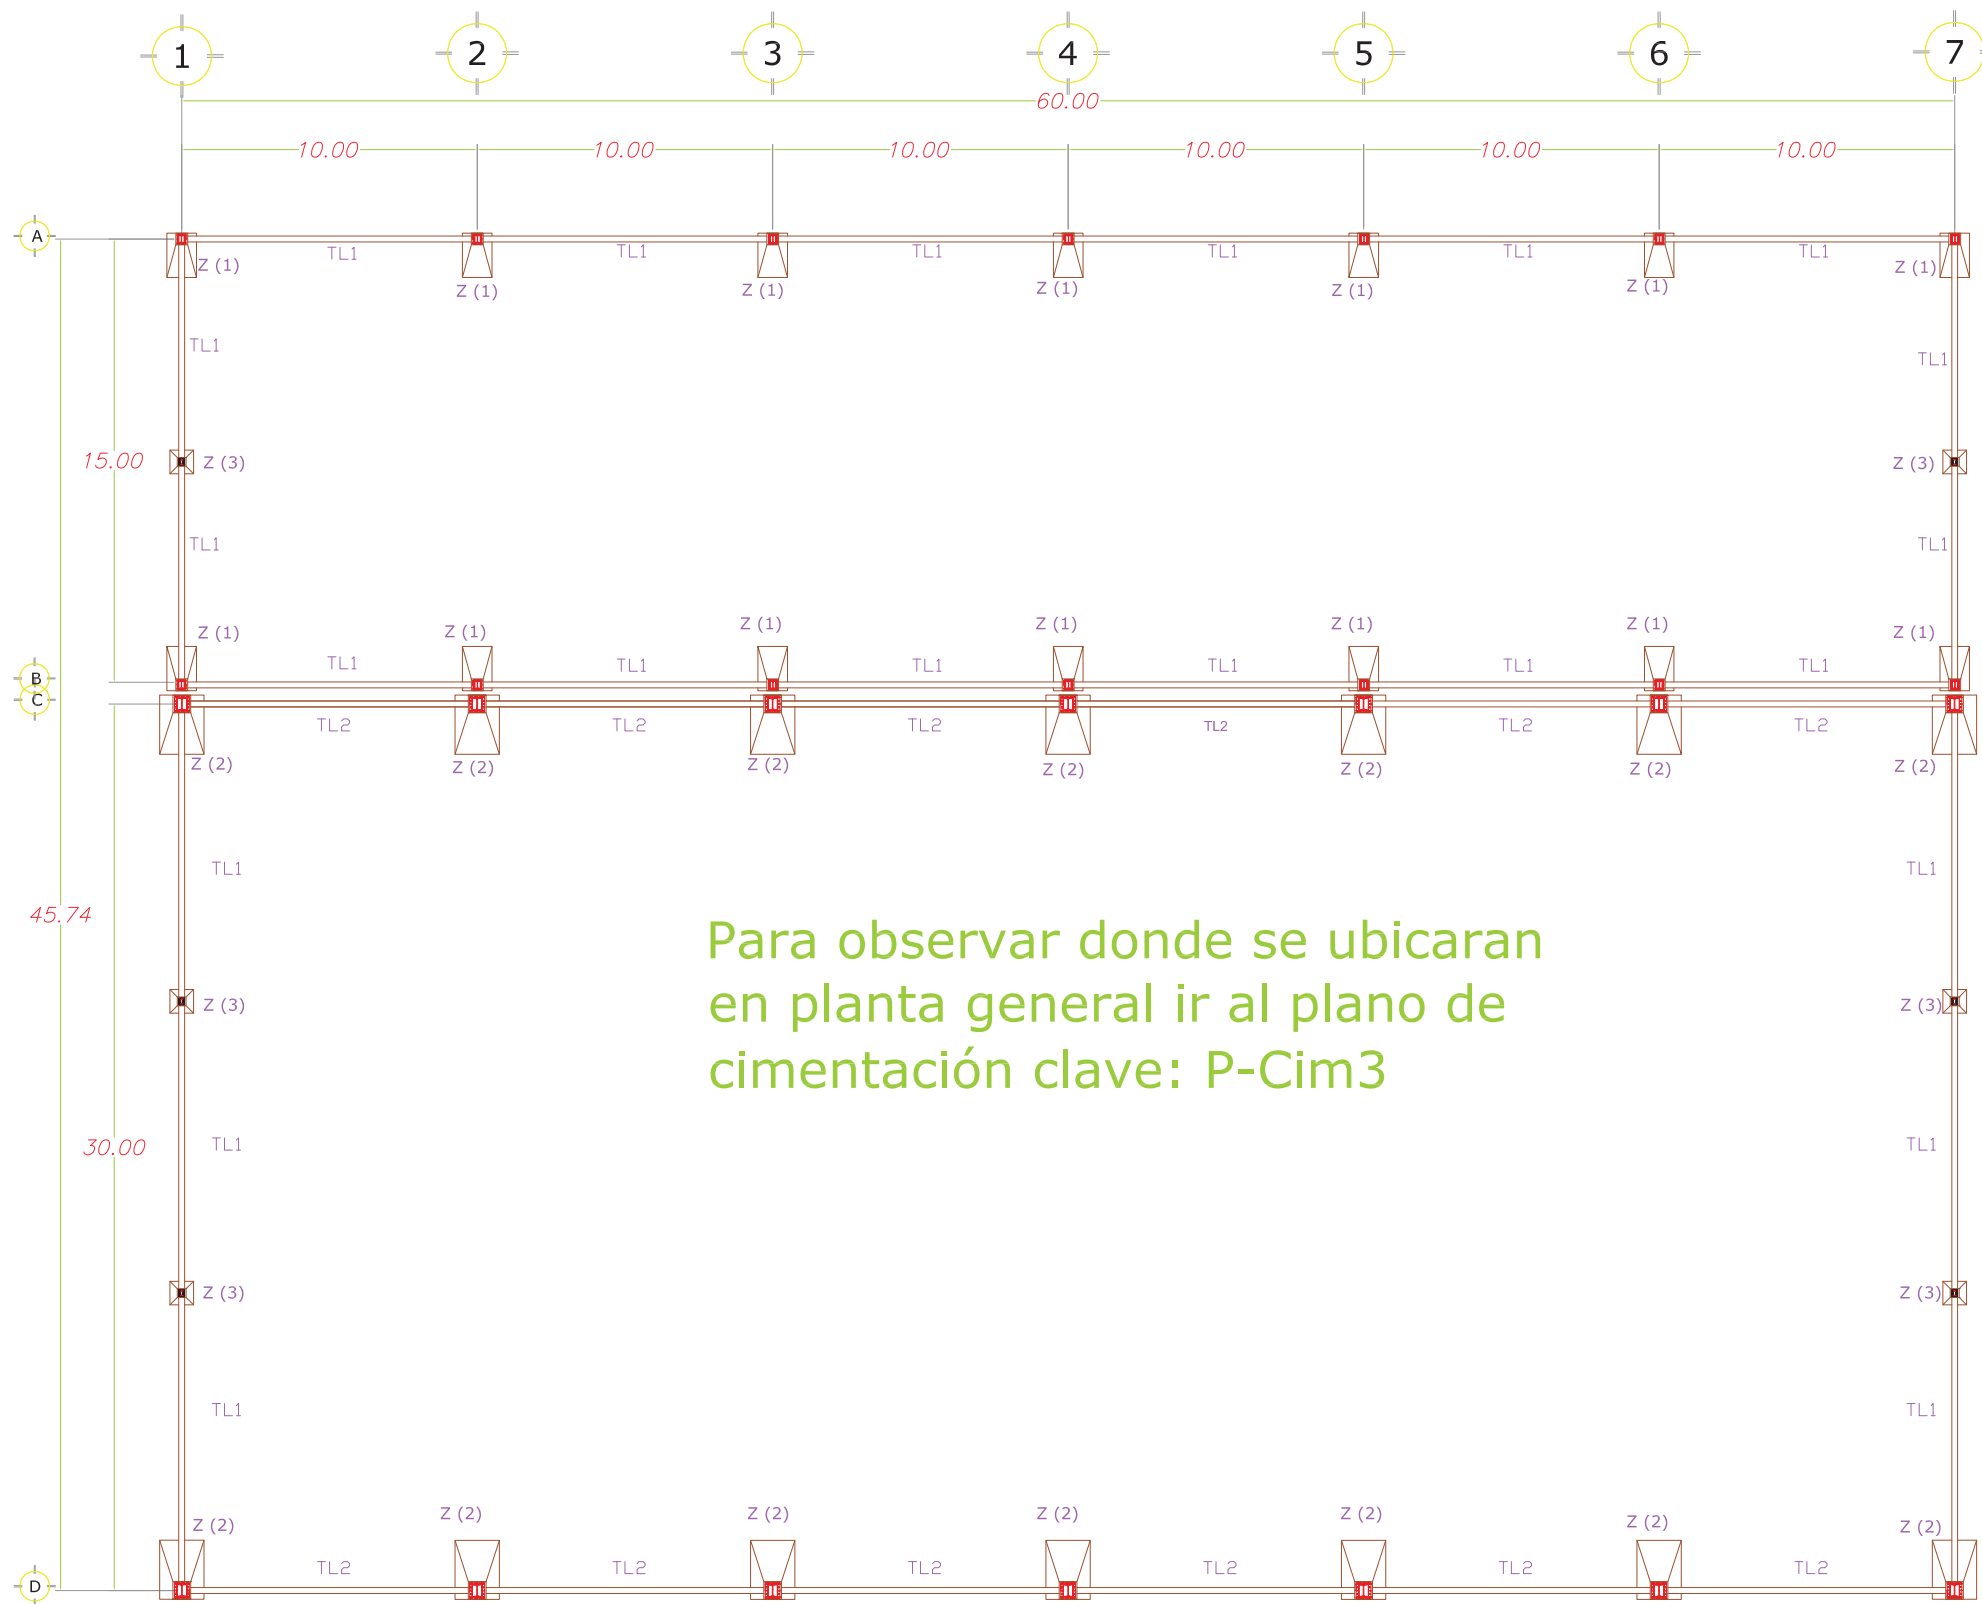 1 2 3 4 5 6 7
60.00
10.00 10.00 10.00 10.00 10.00 10.00
A
TL1 TL1 TL1 TL1 TL1 TL1
Z (1) Z (1) Z (1) Z (1) Z (1) Z (1) Z (1)
TL1 TL1
15.00 Z (3) Z (3)
TL1 TL1
Z (1) Z (1) Z (1) Z (1) Z (1) Z (1) Z (1)
TL1 TL1 TL1 TL1 TL1 TL1
B
C
TL2 TL2 TL2 TL2 TL2 TL2
Z (2) Z (2) Z (2) Z (2) Z (2) Z (2) Z (2)
TL1 TL1
45.74
Para observar donde se ubicaran
en planta general ir al plano de
cimentación clave: P-Cim3
Z (3) Z (3)
30.00 TL1 TL1
Z (3) Z (3)
TL1 TL1
Z (2) Z (2) Z (2) Z (2) Z (2) Z (2) Z (2)
TL2 TL2 TL2 TL2 TL2 TL2
D